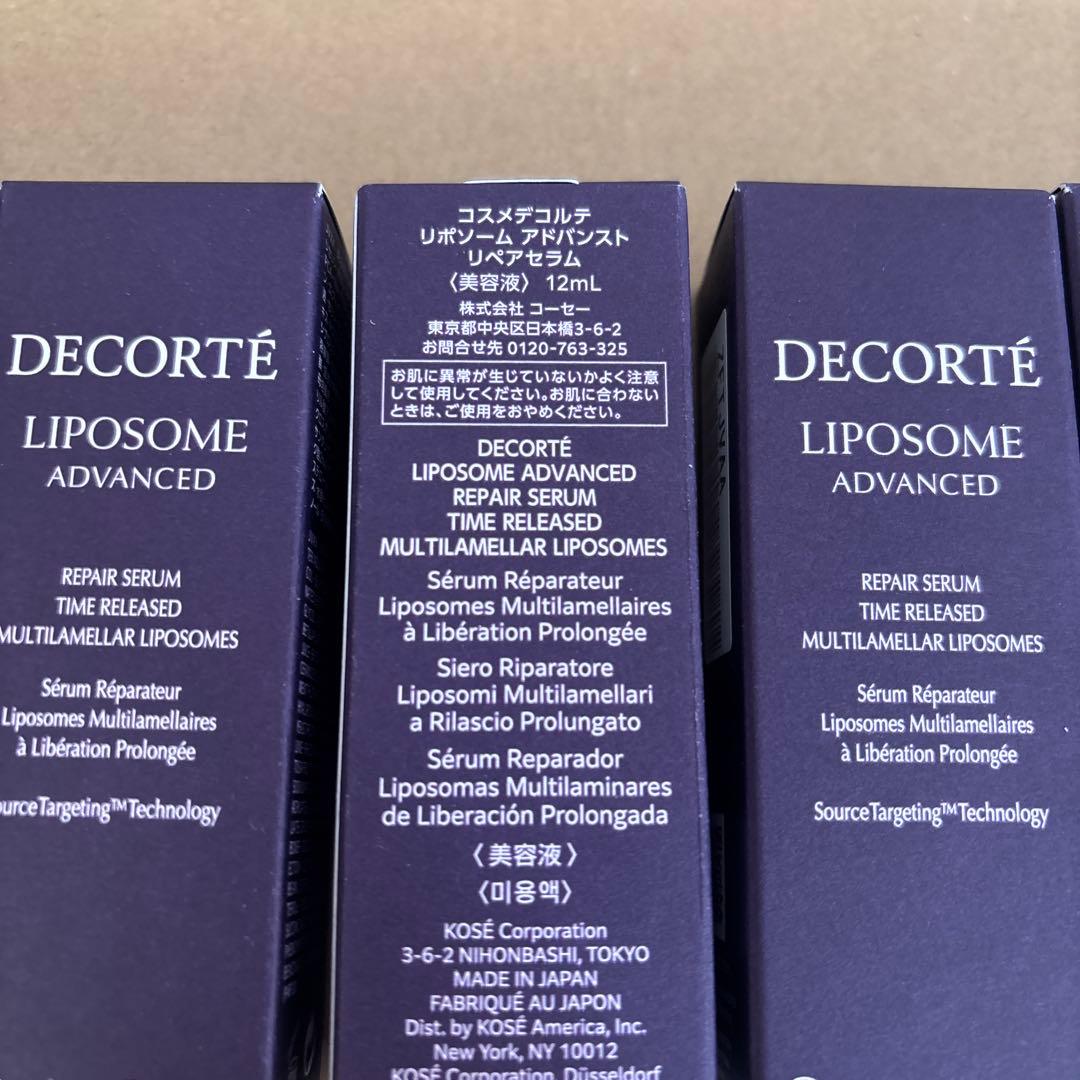 DECORTÉ
LIPOSOME
ADVANCED
REPAIR SERUM
TIME RELEASED
MULTILAMELLAR LIPOSOMES
Sérum Réparateur
Liposomes Multilamellaires
à Libération Prolongée
Technology
コスメデコルテ
リポソーム アドバンスト
リペアセラム
〈美容液〉 12mL
株式会社 コーセー
東京都中央区日本橋3-6-2
お問合せ先 0120-763-325
お肌に異常が生じていないかよく注意
して使用してください。お肌に合わない
ときは、ご使用をおやめください。
DECORTÉ
LIPOSOME ADVANCED
REPAIR SERUM
TIME RELEASED
MULTILAMELLAR LIPOSOMES
Sérum Réparateur
Liposomes Multilamellaires
à Libération Prolongée
Siero Riparatore
Liposomi Multilamellari
a Rilascio Prolungato
Sérum Reparador
Liposomas Multilaminares
de Liberación Prolongada
〈美容液〉
〈미용액〉
KOSÉ Corporation
3-6-2 NIHONBASHI, TOKYO
MADE IN JAPAN
FABRIQUÉ AU JAPON
Dist. by KOSÉ America, Inc.
New York, NY 10012
KOSÉ Corporation, Düsseldorf
DECORTÉ
LIPOSOME
ADVANCED
REPAIR SERUM
TIME RELEASED
MULTILAMELLAR LIPOSOMES
Sérum Réparateur
Liposomes Multilamellaires
à Libération Prolongée
SourceTargeting™Technology